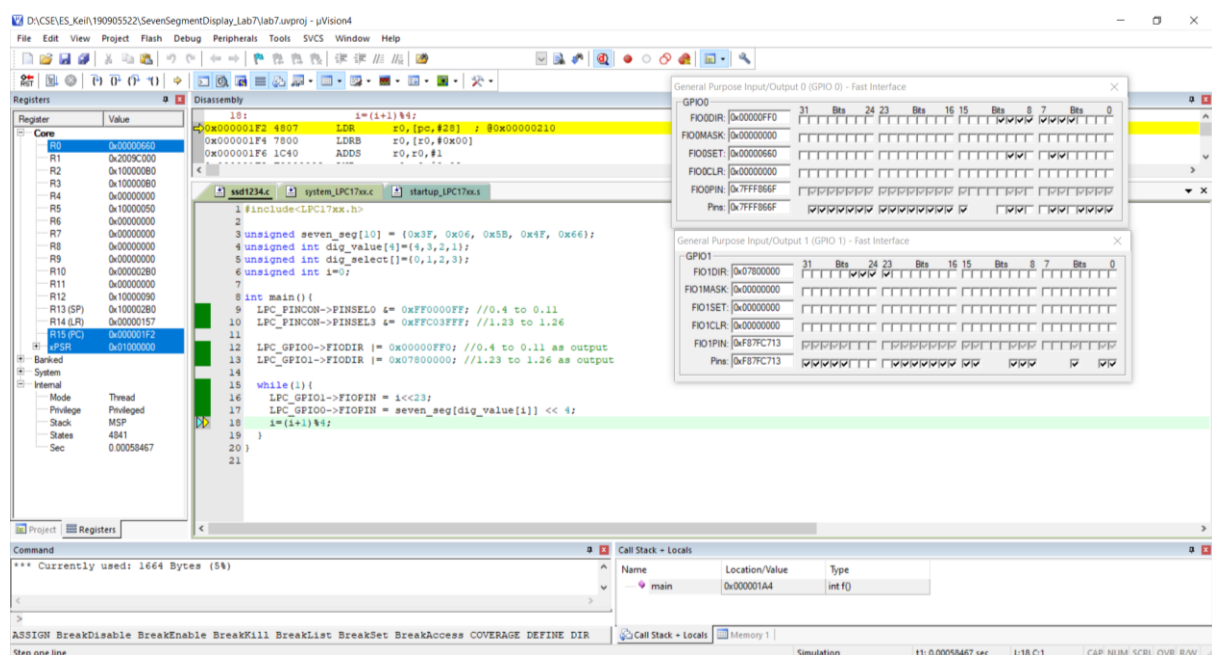 D:\CSE\ES_Keil\190905522\SevenSegmentDisplay_Lab7\lab7.uvproj - µVision4
File Edit View Project Flash Debug Peripherals Tools SVCS Window Help
Registers
Register Value
Core
R0 0x00000660
R1 0x2009C000
R2 0x100000B0
R3 0x100000B0
R4 0x00000000
R5 0x10000050
R6 0x00000000
R7 0x00000000
R8 0x00000000
R9 0x00000000
R10 0x000002B0
R11 0x00000000
R12 0x10000090
R13 (SP) 0x100002B0
R14 (LR) 0x00000157
R15 (PC) 0x000001F2
xPSR 0x01000000
Banked
System
Internal
Mode Thread
Privilege Privileged
Stack MSP
States 4841
Sec 0.00058467
Project Registers
Disassembly
18: i=(i+1)%4;
0x000001F2 4807 LDR r0,[pc,#28] ; @0x00000210
0x000001F4 7800 LDRB r0,[r0,#0x00]
0x000001F6 1C40 ADDS r0,r0,#1
ssd1234.c system_LPC17xx.c startup_LPC17xx.s
1 #include<LPC17xx.h>
2
3 unsigned seven_seg[10] = {0x3F, 0x06, 0x5B, 0x4F, 0x66};
4 unsigned int dig_value[4]={4,3,2,1};
5 unsigned int dig_select[]={0,1,2,3};
6 unsigned int i=0;
7
8 int main(){
9 LPC_PINCON->PINSEL0 &= 0xFF0000FF; //0.4 to 0.11
10 LPC_PINCON->PINSEL3 &= 0xFFC03FFF; //1.23 to 1.26
11
12 LPC_GPIO0->FIODIR |= 0x00000FF0; //0.4 to 0.11 as output
13 LPC_GPIO1->FIODIR |= 0x07800000; //1.23 to 1.26 as output
14
15 while(1){
16 LPC_GPIO1->FIOPIN = i<<23;
17 LPC_GPIO0->FIOPIN = seven_seg[dig_value[i]] << 4;
18 i=(i+1)%4;
19 }
20 }
21
General Purpose Input/Output 0 (GPIO 0) - Fast Interface
GPIO0
31 Bits 24 23 Bits 16 15 Bits 8 7 Bits 0
FIO0DIR: 0x00000FF0
FIO0MASK: 0x00000000
FIO0SET: 0x00000660
FIO0CLR: 0x00000000
FIO0PIN: 0x7FFF866F
Pins: 0x7FFF866F
General Purpose Input/Output 1 (GPIO 1) - Fast Interface
GPIO1
31 Bits 24 23 Bits 16 15 Bits 8 7 Bits 0
FIO1DIR: 0x07800000
FIO1MASK: 0x00000000
FIO1SET: 0x00000000
FIO1CLR: 0x00000000
FIO1PIN: 0xF87FC713
Pins: 0xF87FC713
Command
*** Currently used: 1664 Bytes (5%)
>
ASSIGN BreakDisable BreakEnable BreakKill BreakList BreakSet BreakAccess COVERAGE DEFINE DIR
Call Stack + Locals
Name Location/Value Type
main 0x000001A4 int f()
Call Stack + Locals Memory 1
Step one line Simulation t1: 0.00058467 sec L:18 C:1 CAP NUM SCRL OVR R/W